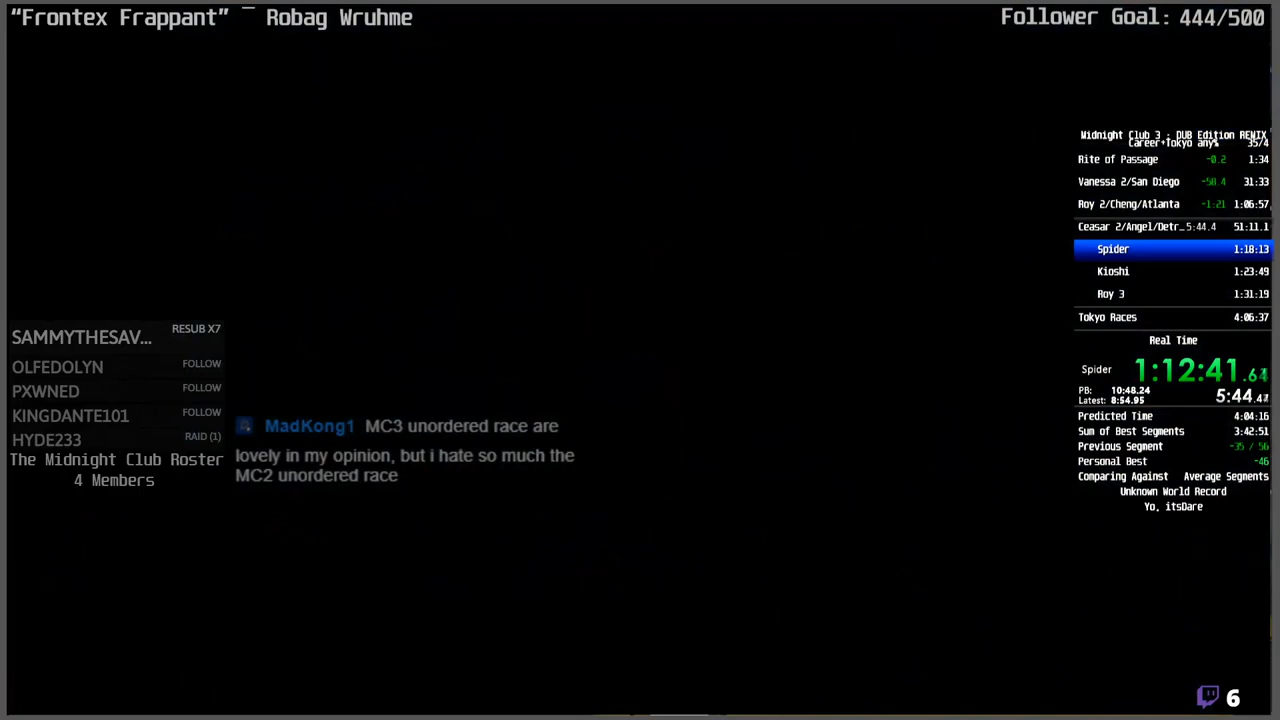 “Frontex Frappant” ¯ Robag Wruhme
Follower Goal: 444/500
Midnight Club 3 : DUB Edition REMIX
Career+Tokyo any% 35/4
Rite of Passage -0.2 1:34
Vanessa 2/San Diego -58.4 31:33
Roy 2/Cheng/Atlanta -1:21 1:06:57
Ceasar 2/Angel/Detr… 5:44.4 51:11.1
Spider 1:18:13
Kioshi 1:23:49
Roy 3 1:31:19
Tokyo Races 4:06:37
Real Time
Spider 1:12:41
PB: 10:48.24
Latest: 8:54.95 5:44
Predicted Time 4:04:16
Sum of Best Segments 3:42:51
Previous Segment -35 / 56
Personal Best -46
Comparing Against Average Segments
Unknown World Record
Yo, itsDare
SAMMYTHESAV... RESUB X7
OLFEDOLYN FOLLOW
PXWNED FOLLOW
KINGDANTE101 FOLLOW
HYDE233 RAID (1)
The Midnight Club Roster
4 Members
MadKong1 MC3 unordered race are
lovely in my opinion, but i hate so much the
MC2 unordered race
6